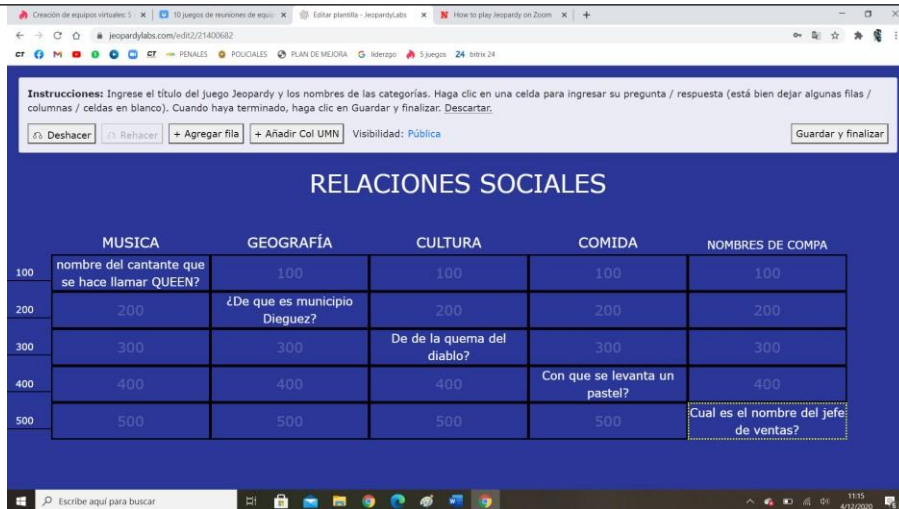 Creación de equipos virtuales: 5
10 juegos de reuniones de equip
Editar plantilla - JeopardyLabs
How to play Jeopardy on Zoom
jeopardylabs.com/edit2/21400682
CT
PENALES
POLICIALES
PLAN DE MEJORA
G liderzgo
5 juegos
24 bitrix 24
Instrucciones: Ingrese el título del juego Jeopardy y los nombres de las categorías. Haga clic en una celda para ingresar su pregunta / respuesta (está bien dejar algunas filas /
columnas / celdas en blanco). Cuando haya terminado, haga clic en Guardar y finalizar. Descartar.
Deshacer
Rehacer
+ Agregar fila
+ Añadir Col UMN
Visibilidad: Pública
Guardar y finalizar
RELACIONES SOCIALES
MUSICA GEOGRAFÍA CULTURA COMIDA NOMBRES DE COMPA
100
nombre del cantante que
se hace llamar QUEEN?
100 100 100 100
200
200
¿De que es municipio
Dieguez?
200 200 200
300
300 300
De de la quema del
diablo?
300 300
400
400 400 400
Con que se levanta un
pastel?
400
500
500 500 500 500
Cual es el nombre del jefe
de ventas?
Escribe aquí para buscar
11:15
4/12/2020